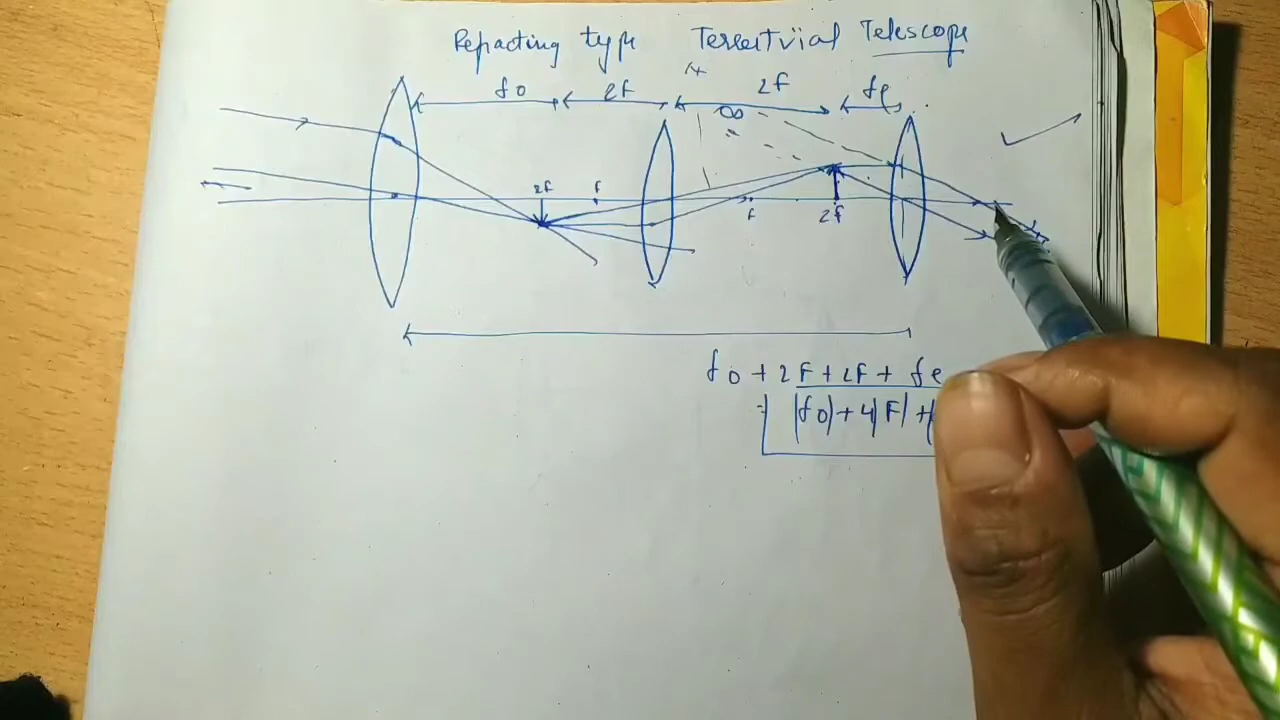 Refracting type Terrestrial Telescope
fo 2F 2F fe
∞
2F F F 2F
fo + 2F + 2F + fe
= |fo| + 4|F| + |